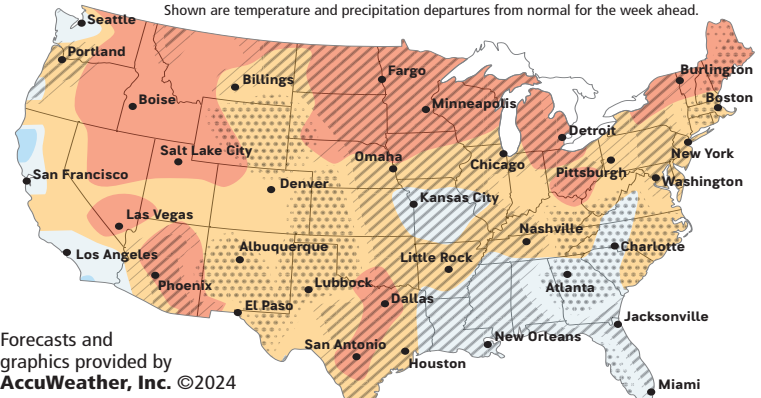 Shown are temperature and precipitation departures from normal for the week ahead.
Seattle
Portland
Billings
Fargo
Burlington
Boise
Minneapolis
Boston
Detroit
Salt Lake City
Omaha
Chicago
Pittsburgh
New York
San Francisco
Denver
Kansas City
Washington
Las Vegas
Nashville
Los Angeles
Albuquerque
Little Rock
Charlotte
Phoenix
Lubbock
Dallas
Atlanta
El Paso
Jacksonville
San Antonio
New Orleans
Houston
Miami
Forecasts and
graphics provided by
AccuWeather, Inc. ©2024